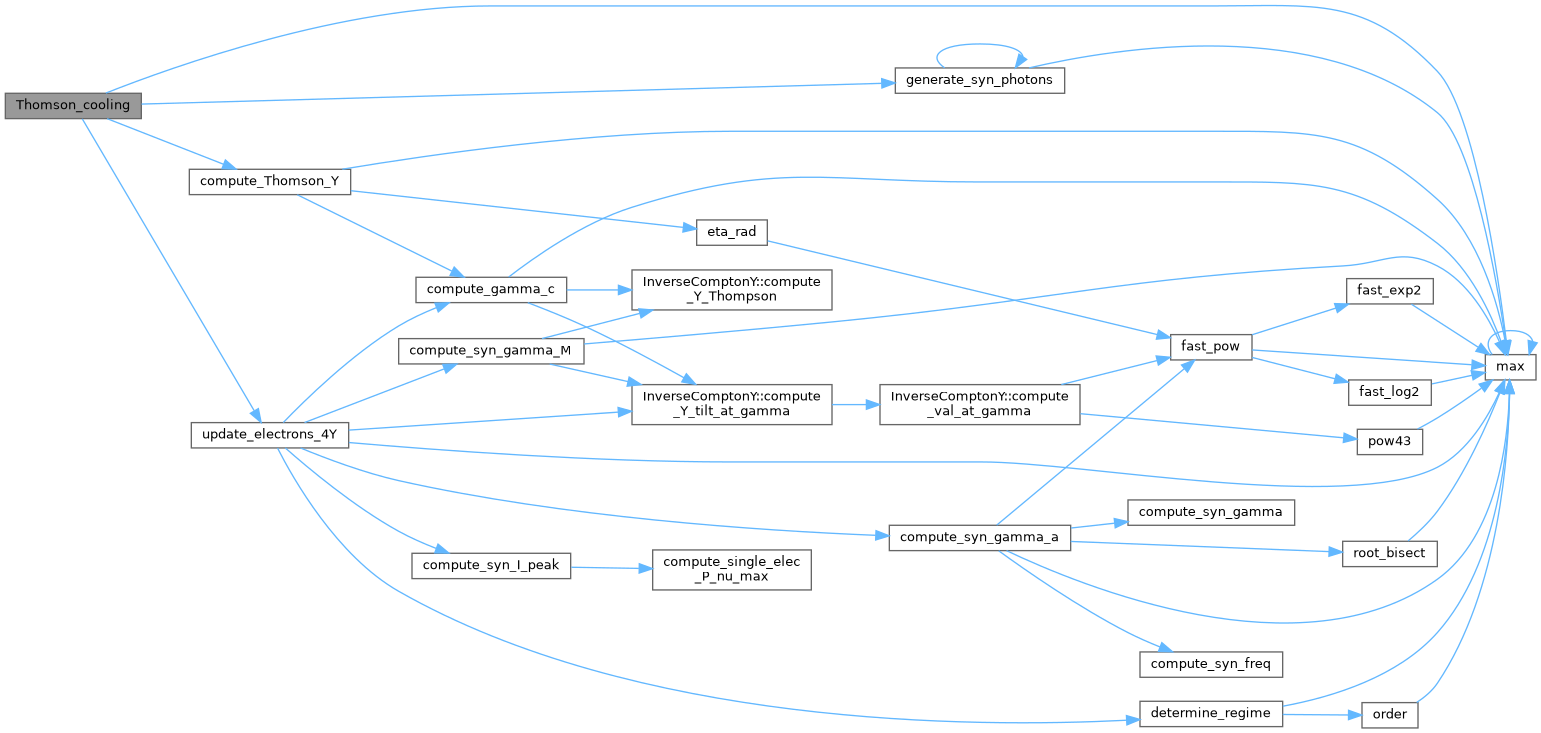 Thomson_cooling
generate_syn_photons
compute_Thomson_Y
eta_rad
compute_gamma_c
InverseComptonY::compute
_Y_Thompson
fast_exp2
compute_syn_gamma_M
fast_pow
max
fast_log2
InverseComptonY::compute
_Y_tilt_at_gamma
InverseComptonY::compute
_val_at_gamma
update_electrons_4Y
pow43
compute_syn_gamma
compute_syn_gamma_a
root_bisect
compute_syn_I_peak
compute_single_elec
_P_nu_max
compute_syn_freq
determine_regime
order